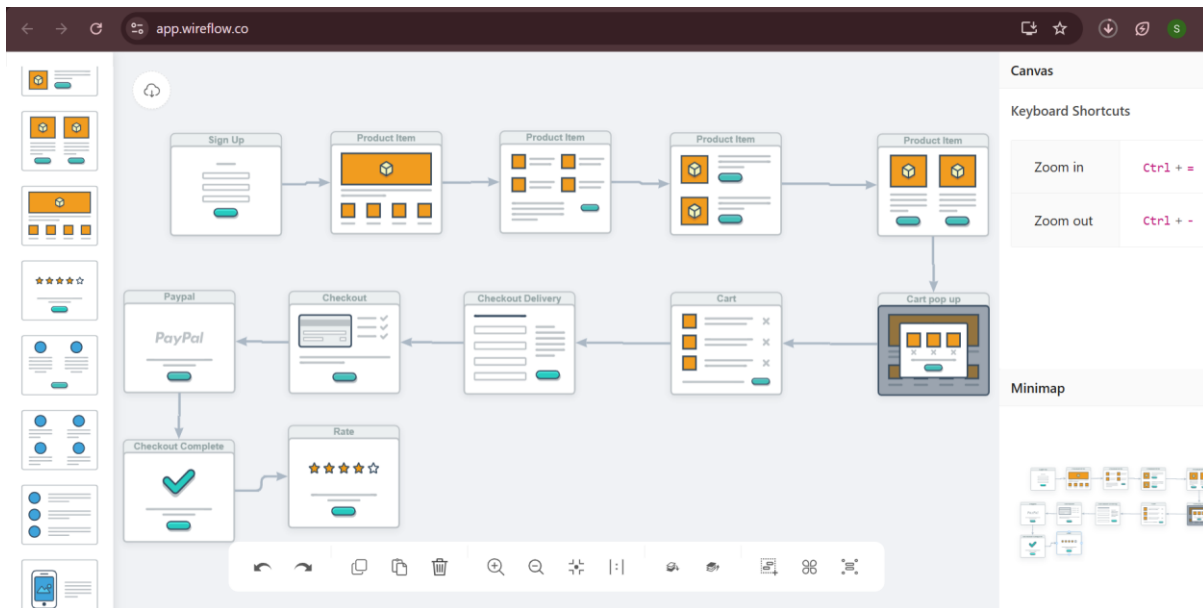 app.wireflow.co
S
Canvas
Keyboard Shortcuts
Zoom in Ctrl + =
Zoom out Ctrl + -
Sign Up
Product Item
Product Item
Product Item
Product Item
Paypal
PayPal
Checkout
Checkout Delivery
Cart
Cart pop up
Checkout Complete
Rate
Minimap